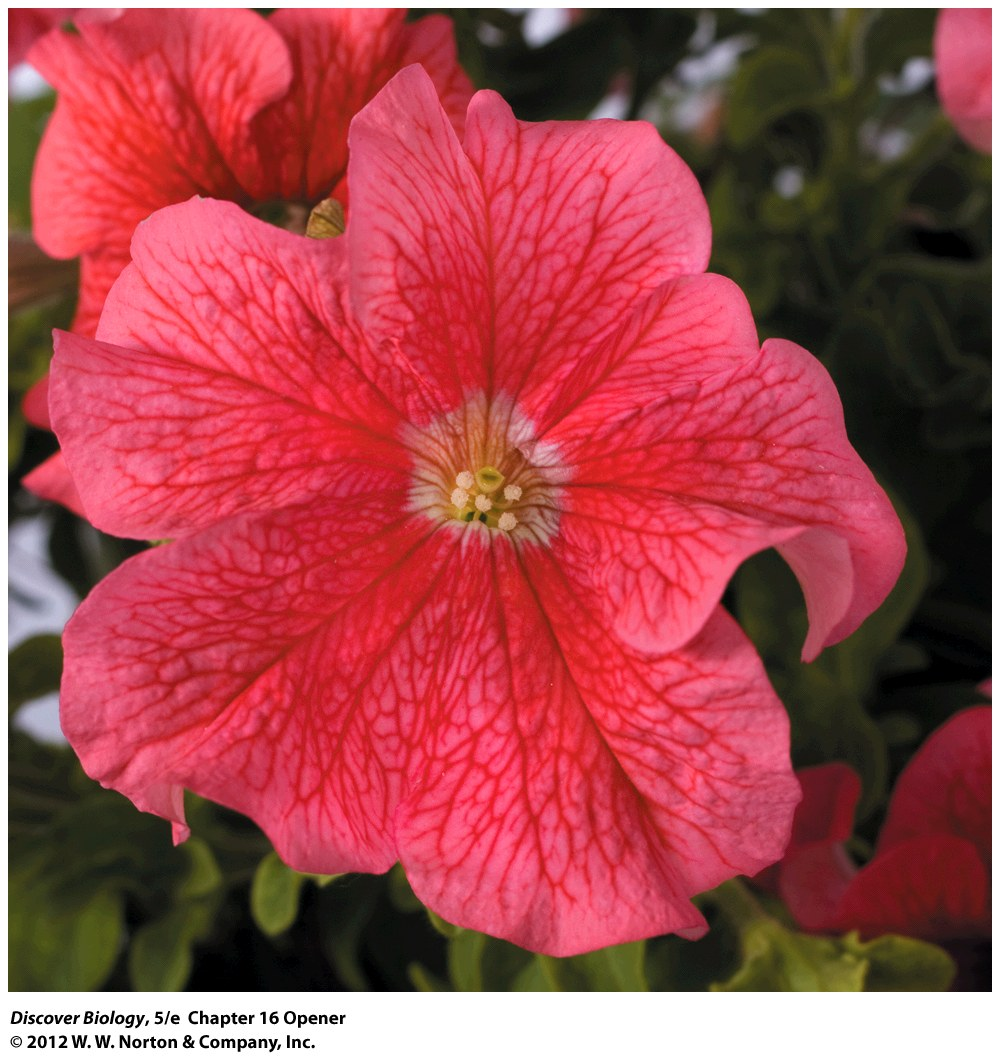 Discover Biology, 5/e Chapter 16 Opener
© 2012 W. W. Norton & Company, Inc.